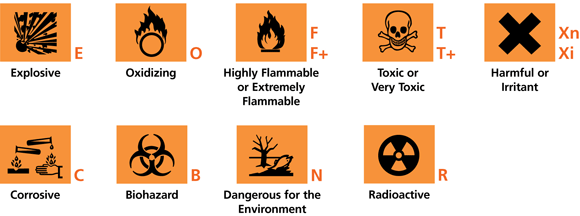 E
Explosive
O
Oxidizing
F
F+
Highly Flammable
or Extremely
Flammable
T
T+
Toxic or
Very Toxic
Xn
Xi
Harmful or
Irritant
C
Corrosive
B
Biohazard
N
Dangerous for the
Environment
R
Radioactive